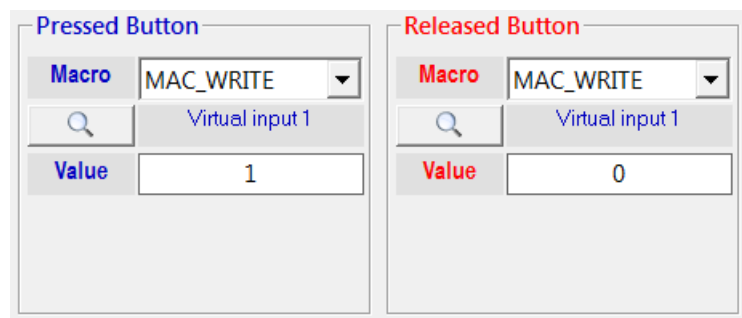 Pressed Button
Macro MAC_WRITE
Virtual input 1
Value 1
Released Button
Macro MAC_WRITE
Virtual input 1
Value 0